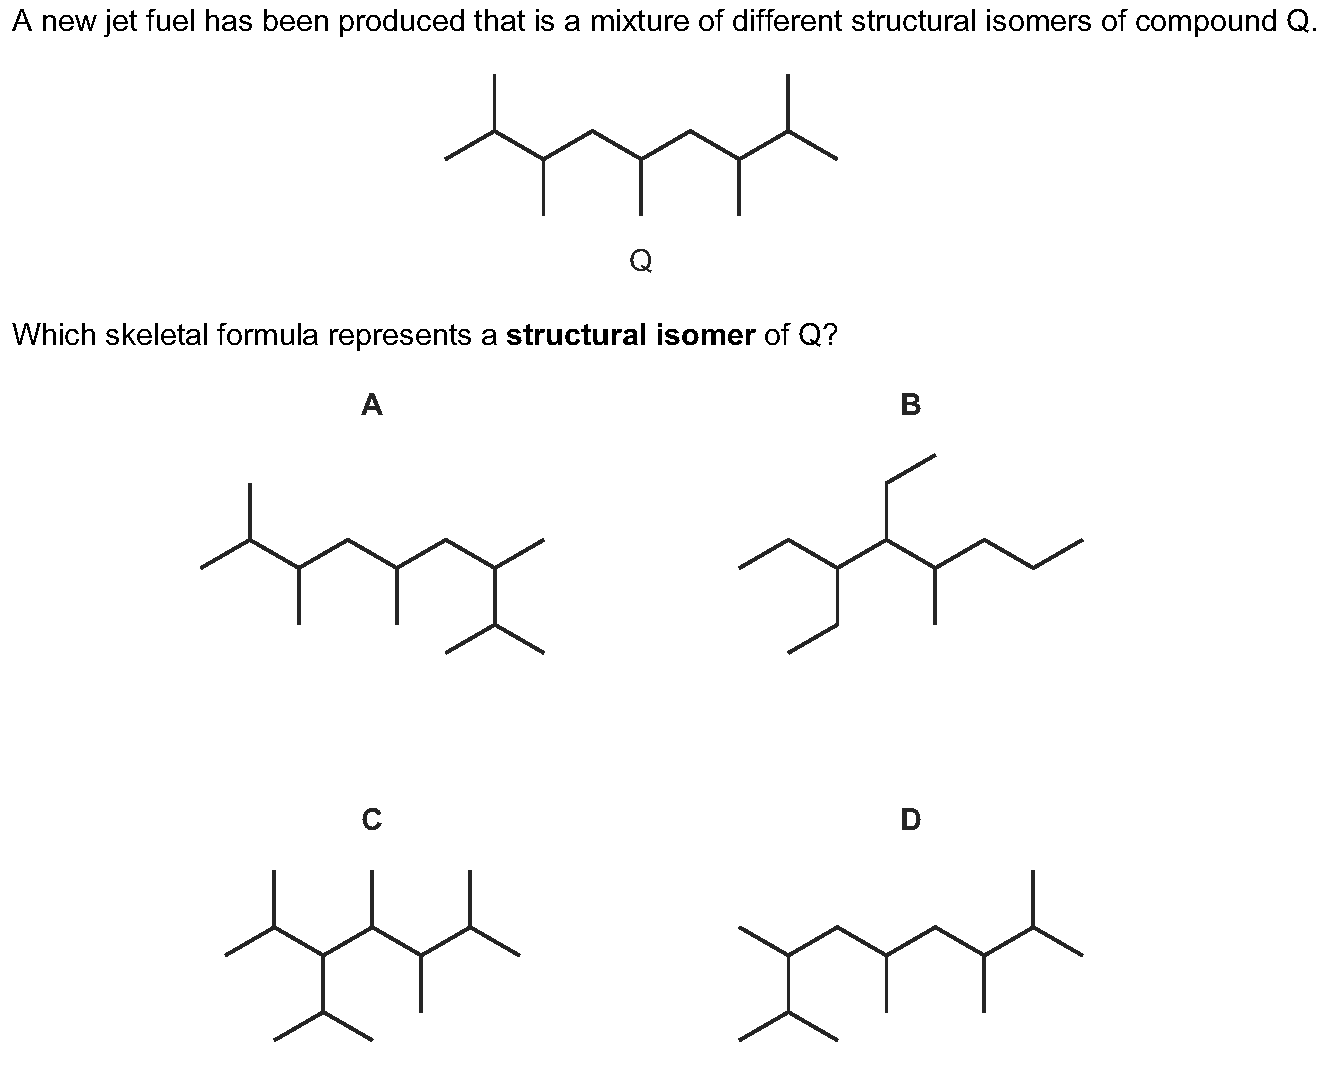 A new jet fuel has been produced that is a mixture of different structural isomers of compound Q.
Q
Which skeletal formula represents a structural isomer of Q?
A
B
C
D